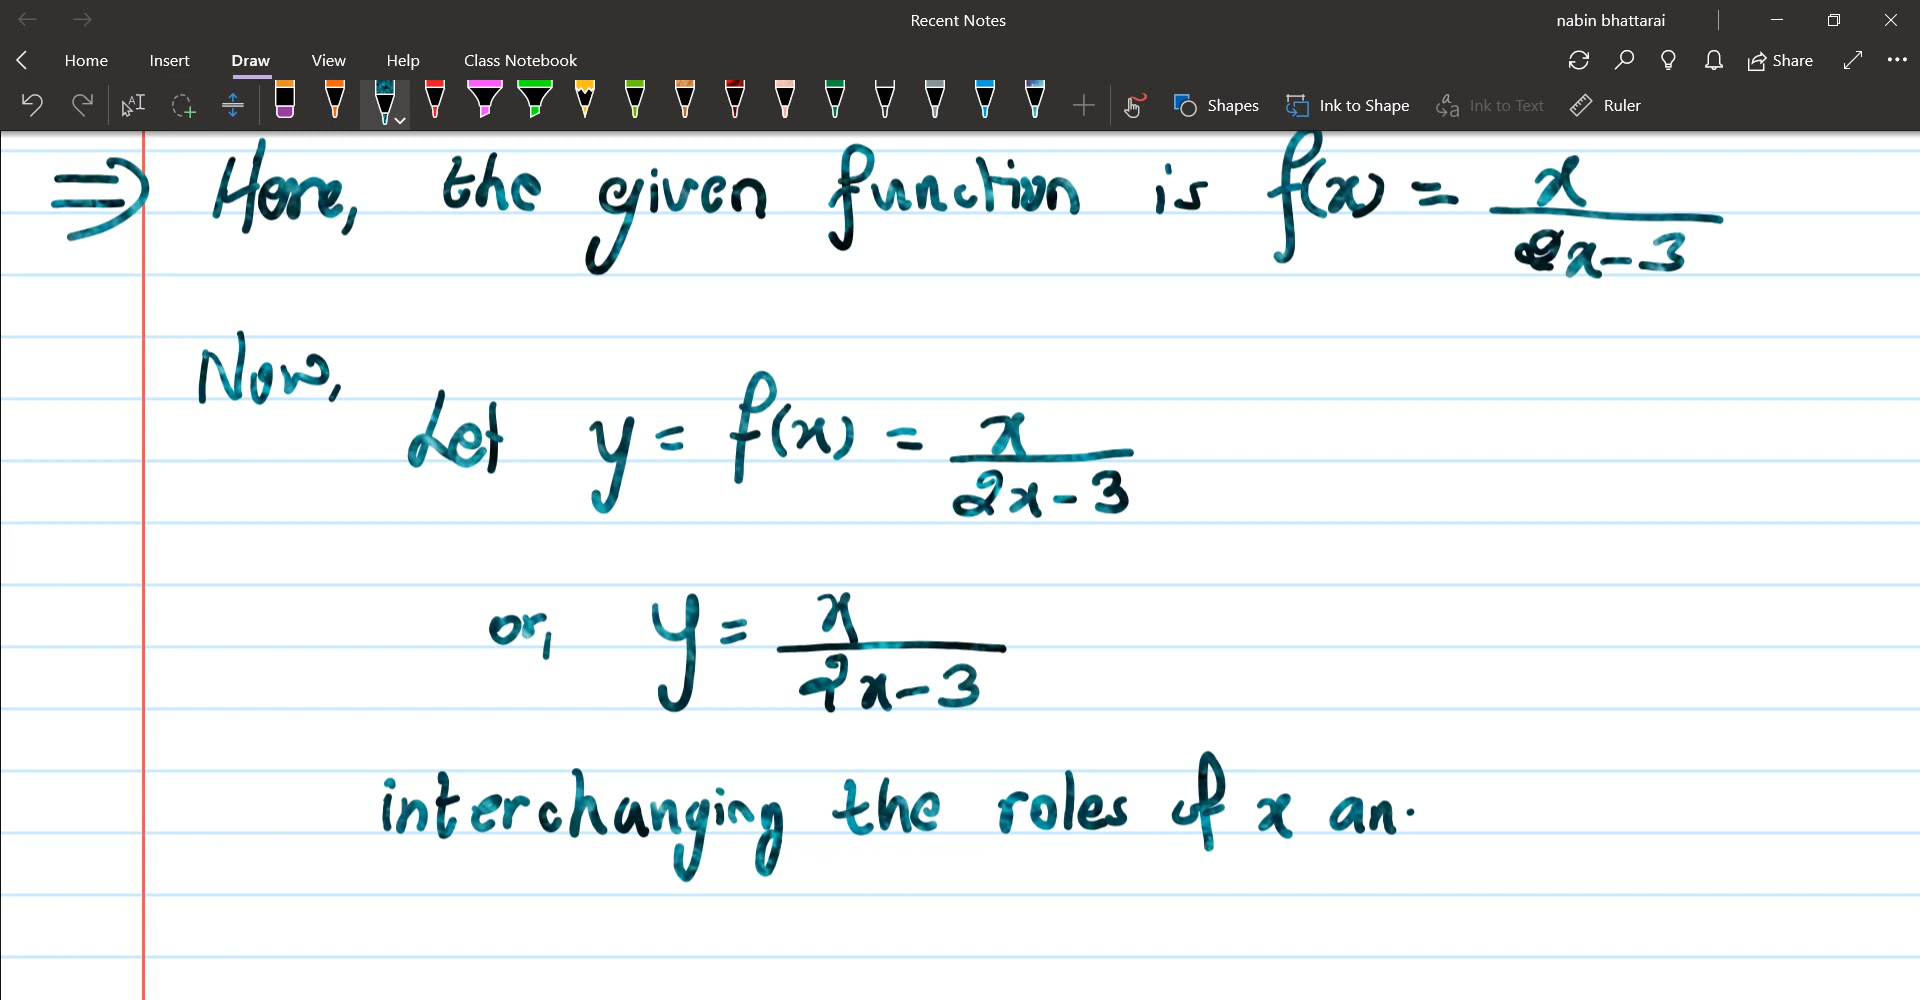 Recent Notes nabin bhattarai
Home Insert Draw View Help Class Notebook Share
Shapes Ink to Shape Ink to Text Ruler
⇒ Here, the given function is f(x) = x / 2x-3
Now,
Let y = f(x) = x / 2x-3
or, y = x / 2x-3
interchanging the roles of x an.